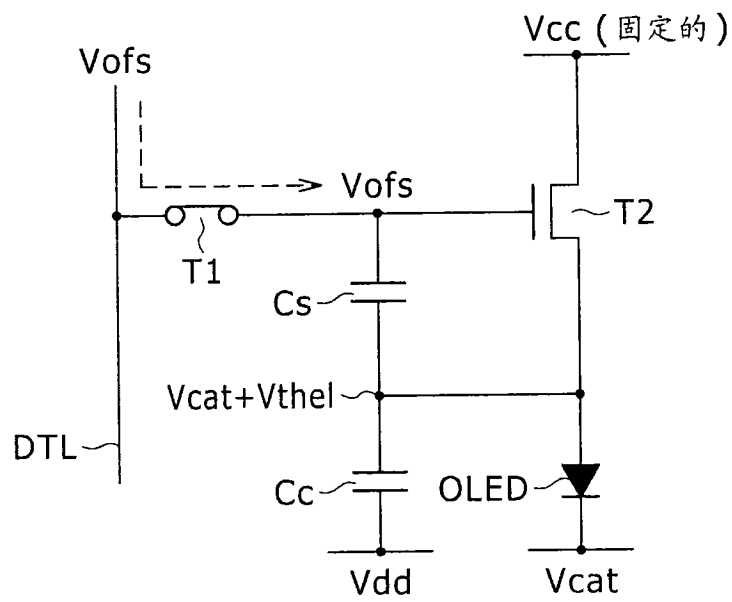 Vcc (固定的)
Vofs
Vofs
T2
T1
Cs
Vcat+Vthel
DTL
Cc
OLED
Vdd
Vcat